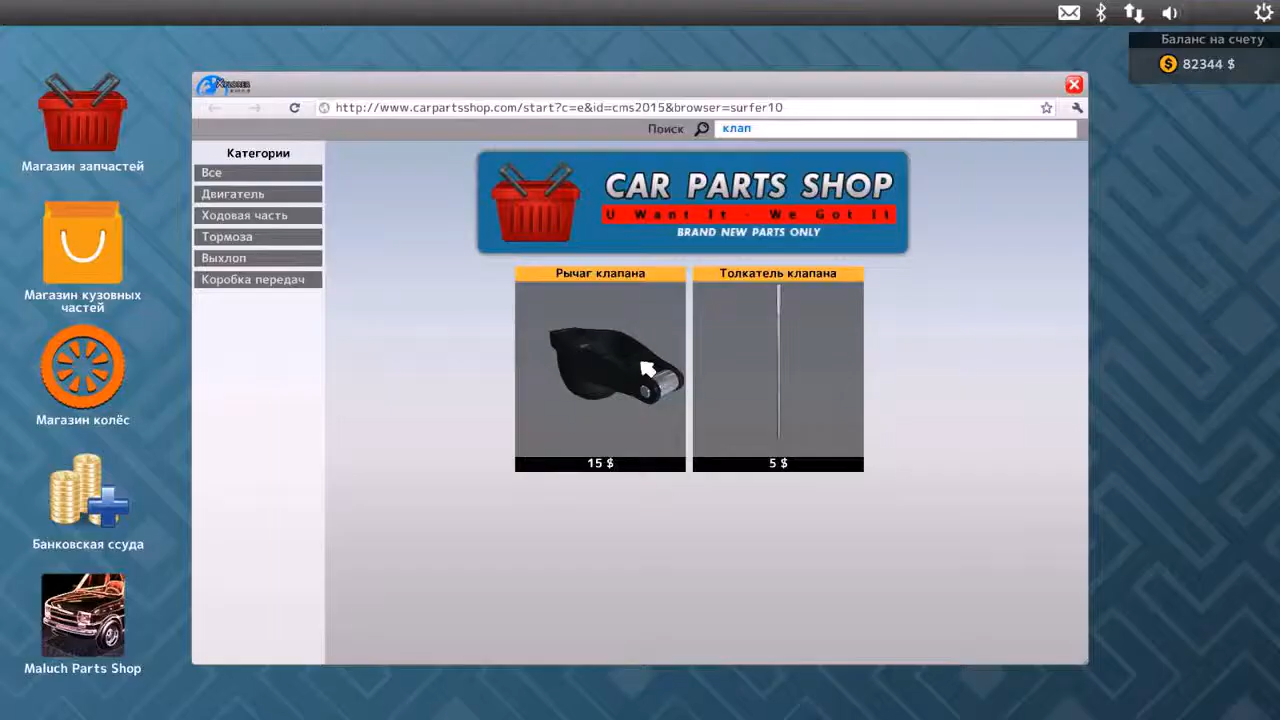 Баланс на счету
82344 $
Магазин запчастей
Магазин кузовных
частей
Магазин колёс
Банковская ссуда
Maluch Parts Shop
http://www.carpartsshop.com/start?c=e&id=cms2015&browser=surfer10
Поиск
клап
Категории
Все
Двигатель
Ходовая часть
Тормоза
Выхлоп
Коробка передач
CAR PARTS SHOP
U Want It - We Got It
BRAND NEW PARTS ONLY
Рычаг клапана
15 $
Толкатель клапана
5 $